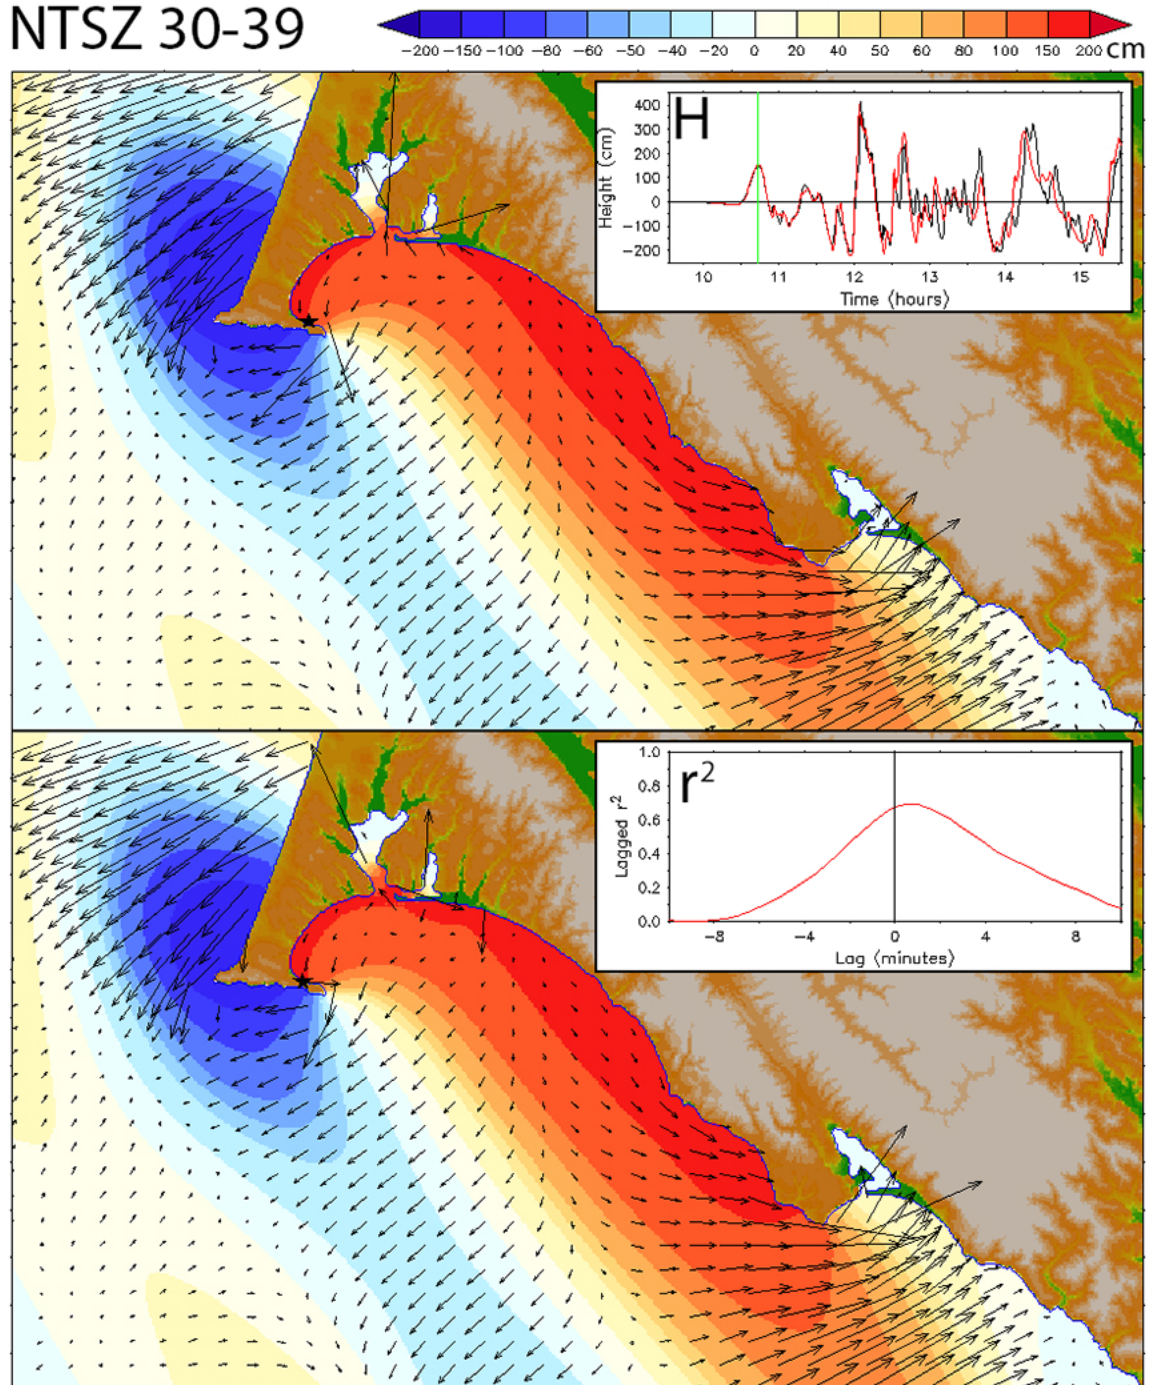 NTSZ 30-39
−200 −150 −100 −80 −60 −50 −40 −20 0 20 40 50 60 80 100 150 200 cm
H
Height (cm)
400
300
200
100
0
−100
−200
10 11 12 13 14 15
Time (hours)
r²
Lagged r²
1.0
0.8
0.6
0.4
0.2
0.0
−8 −4 0 4 8
Lag (minutes)